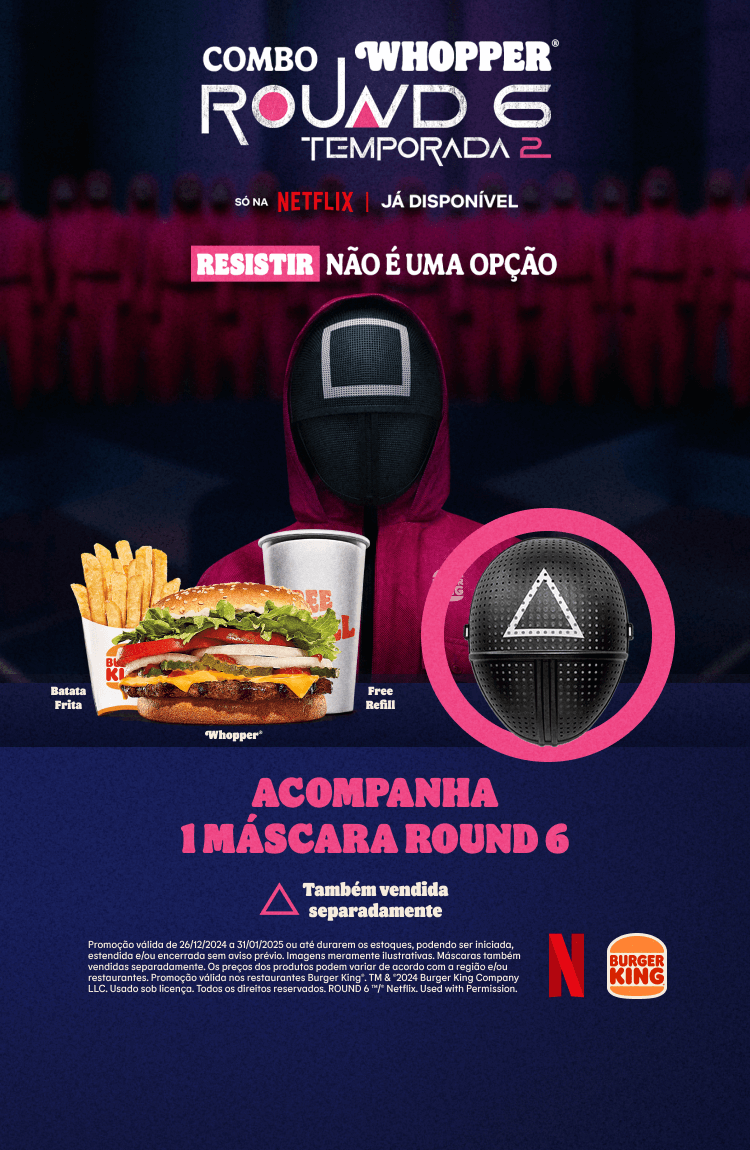 COMBO WHOPPER®
ROUND 6
TEMPORADA 2
SÓ NA NETFLIX | JÁ DISPONÍVEL
RESISTIR NÃO É UMA OPÇÃO
Batata
Frita
Free
Refill
Whopper®
ACOMPANHA
1 MÁSCARA ROUND 6
Também vendida
separadamente
Promoção válida de 26/12/2024 a 31/01/2025 ou até durarem os estoques, podendo ser iniciada,
estendida e/ou encerrada sem aviso prévio. Imagens meramente ilustrativas. Máscaras também
vendidas separadamente. Os preços dos produtos podem variar de acordo com a região e/ou
restaurantes. Promoção válida nos restaurantes Burger King®. TM & ®2024 Burger King Company
LLC. Usado sob licença. Todos os direitos reservados. ROUND 6 ™/® Netflix. Used with Permission.
N
BURGER
KING